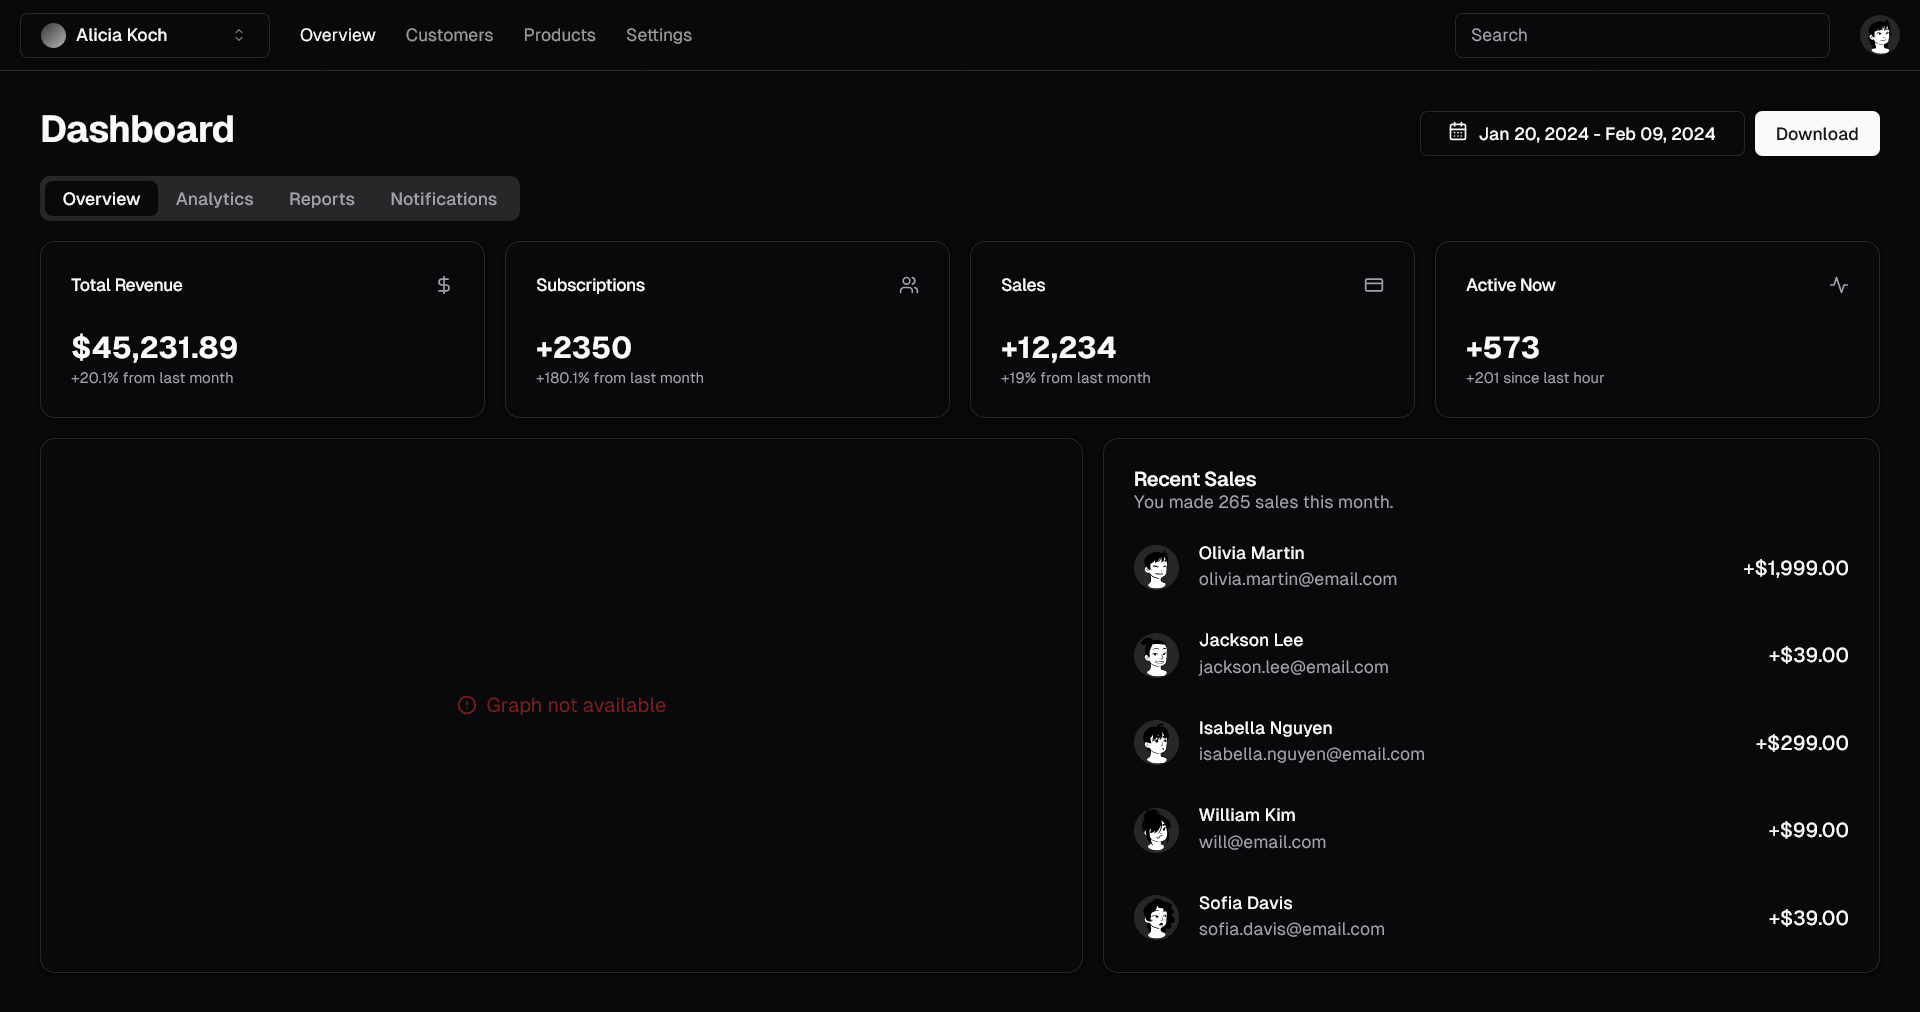 Alicia Koch
Overview
Customers
Products
Settings
Search
Dashboard
Jan 20, 2024 - Feb 09, 2024
Download
Overview
Analytics
Reports
Notifications
Total Revenue
$45,231.89
+20.1% from last month
Subscriptions
+2350
+180.1% from last month
Sales
+12,234
+19% from last month
Active Now
+573
+201 since last hour
Graph not available
Recent Sales
You made 265 sales this month.
Olivia Martin
olivia.martin@email.com
+$1,999.00
Jackson Lee
jackson.lee@email.com
+$39.00
Isabella Nguyen
isabella.nguyen@email.com
+$299.00
William Kim
will@email.com
+$99.00
Sofia Davis
sofia.davis@email.com
+$39.00